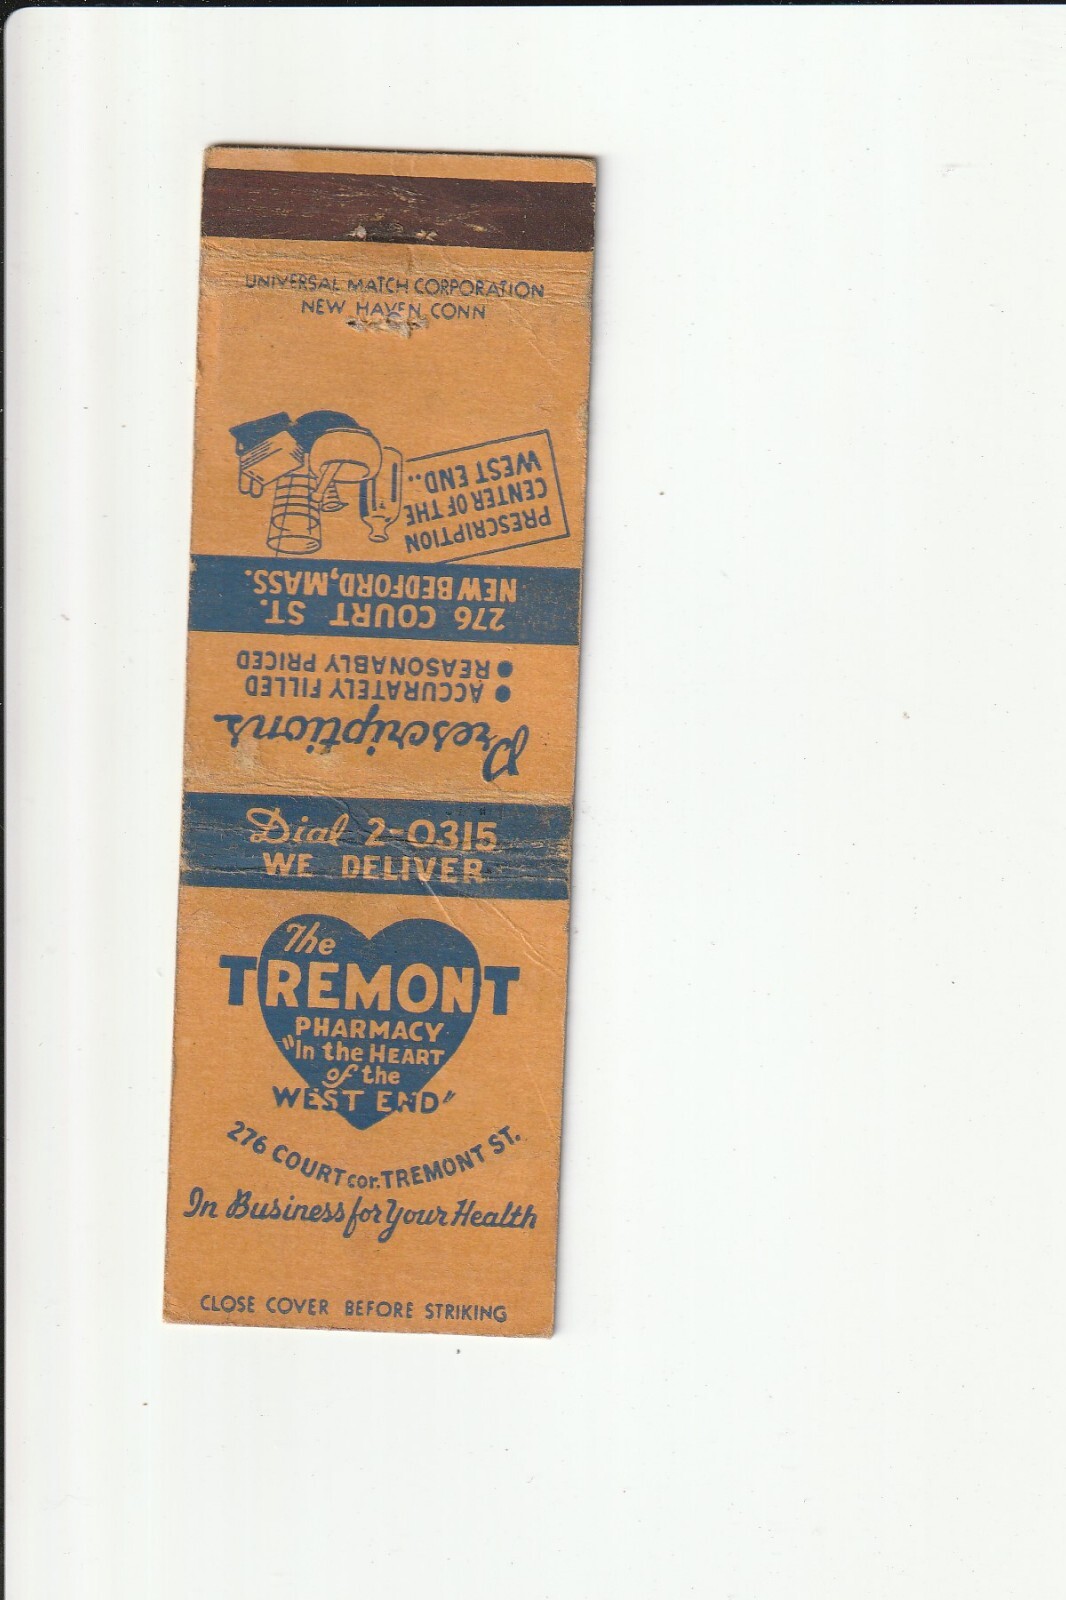 UNIVERSAL MATCH CORPORATION
NEW HAVEN CONN
PRESCRIPTION
CENTER OF THE
WEST END..
276 COURT ST.
NEW BEDFORD, MASS.
Prescriptions
• ACCURATELY FILLED
• REASONABLY PRICED
Dial 2-0315
WE DELIVER
The
TREMONT
PHARMACY
"In the HEART
of the
WEST END"
276 COURT cor. TREMONT ST.
In Business for Your Health
CLOSE COVER BEFORE STRIKING